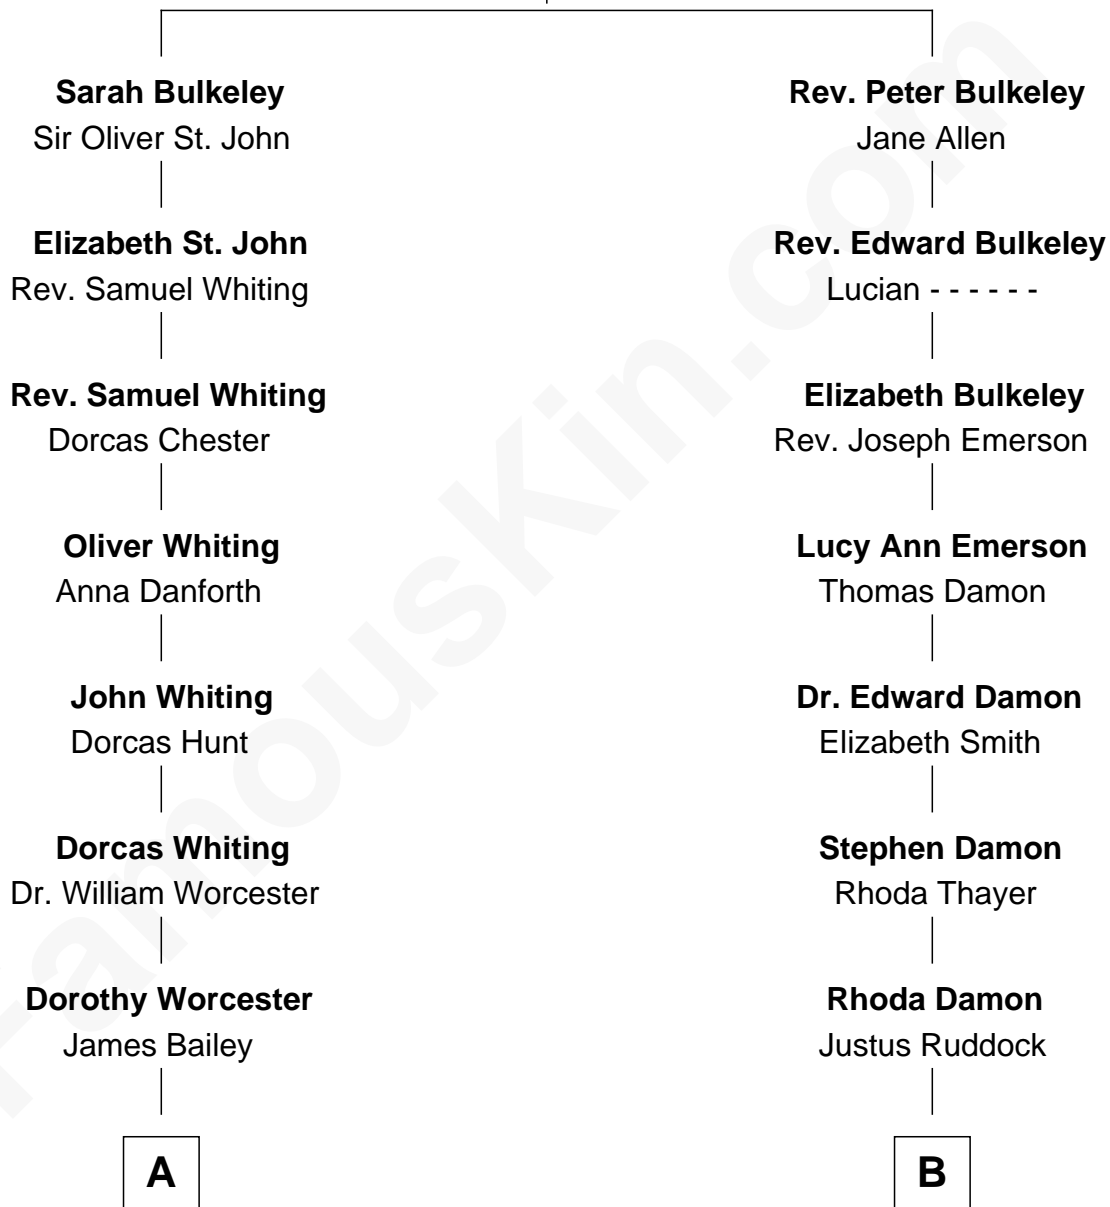 Sarah Bulkeley
Sir Oliver St. John
Elizabeth St. John
Rev. Samuel Whiting
Rev. Samuel Whiting
Dorcas Chester
Oliver Whiting
Anna Danforth
John Whiting
Dorcas Hunt
Dorcas Whiting
Dr. William Worcester
Dorothy Worcester
James Bailey
A
Rev. Peter Bulkeley
Jane Allen
Rev. Edward Bulkeley
Lucian - - - - - -
Elizabeth Bulkeley
Rev. Joseph Emerson
Lucy Ann Emerson
Thomas Damon
Dr. Edward Damon
Elizabeth Smith
Stephen Damon
Rhoda Thayer
Rhoda Damon
Justus Ruddock
B
FamousKin.com